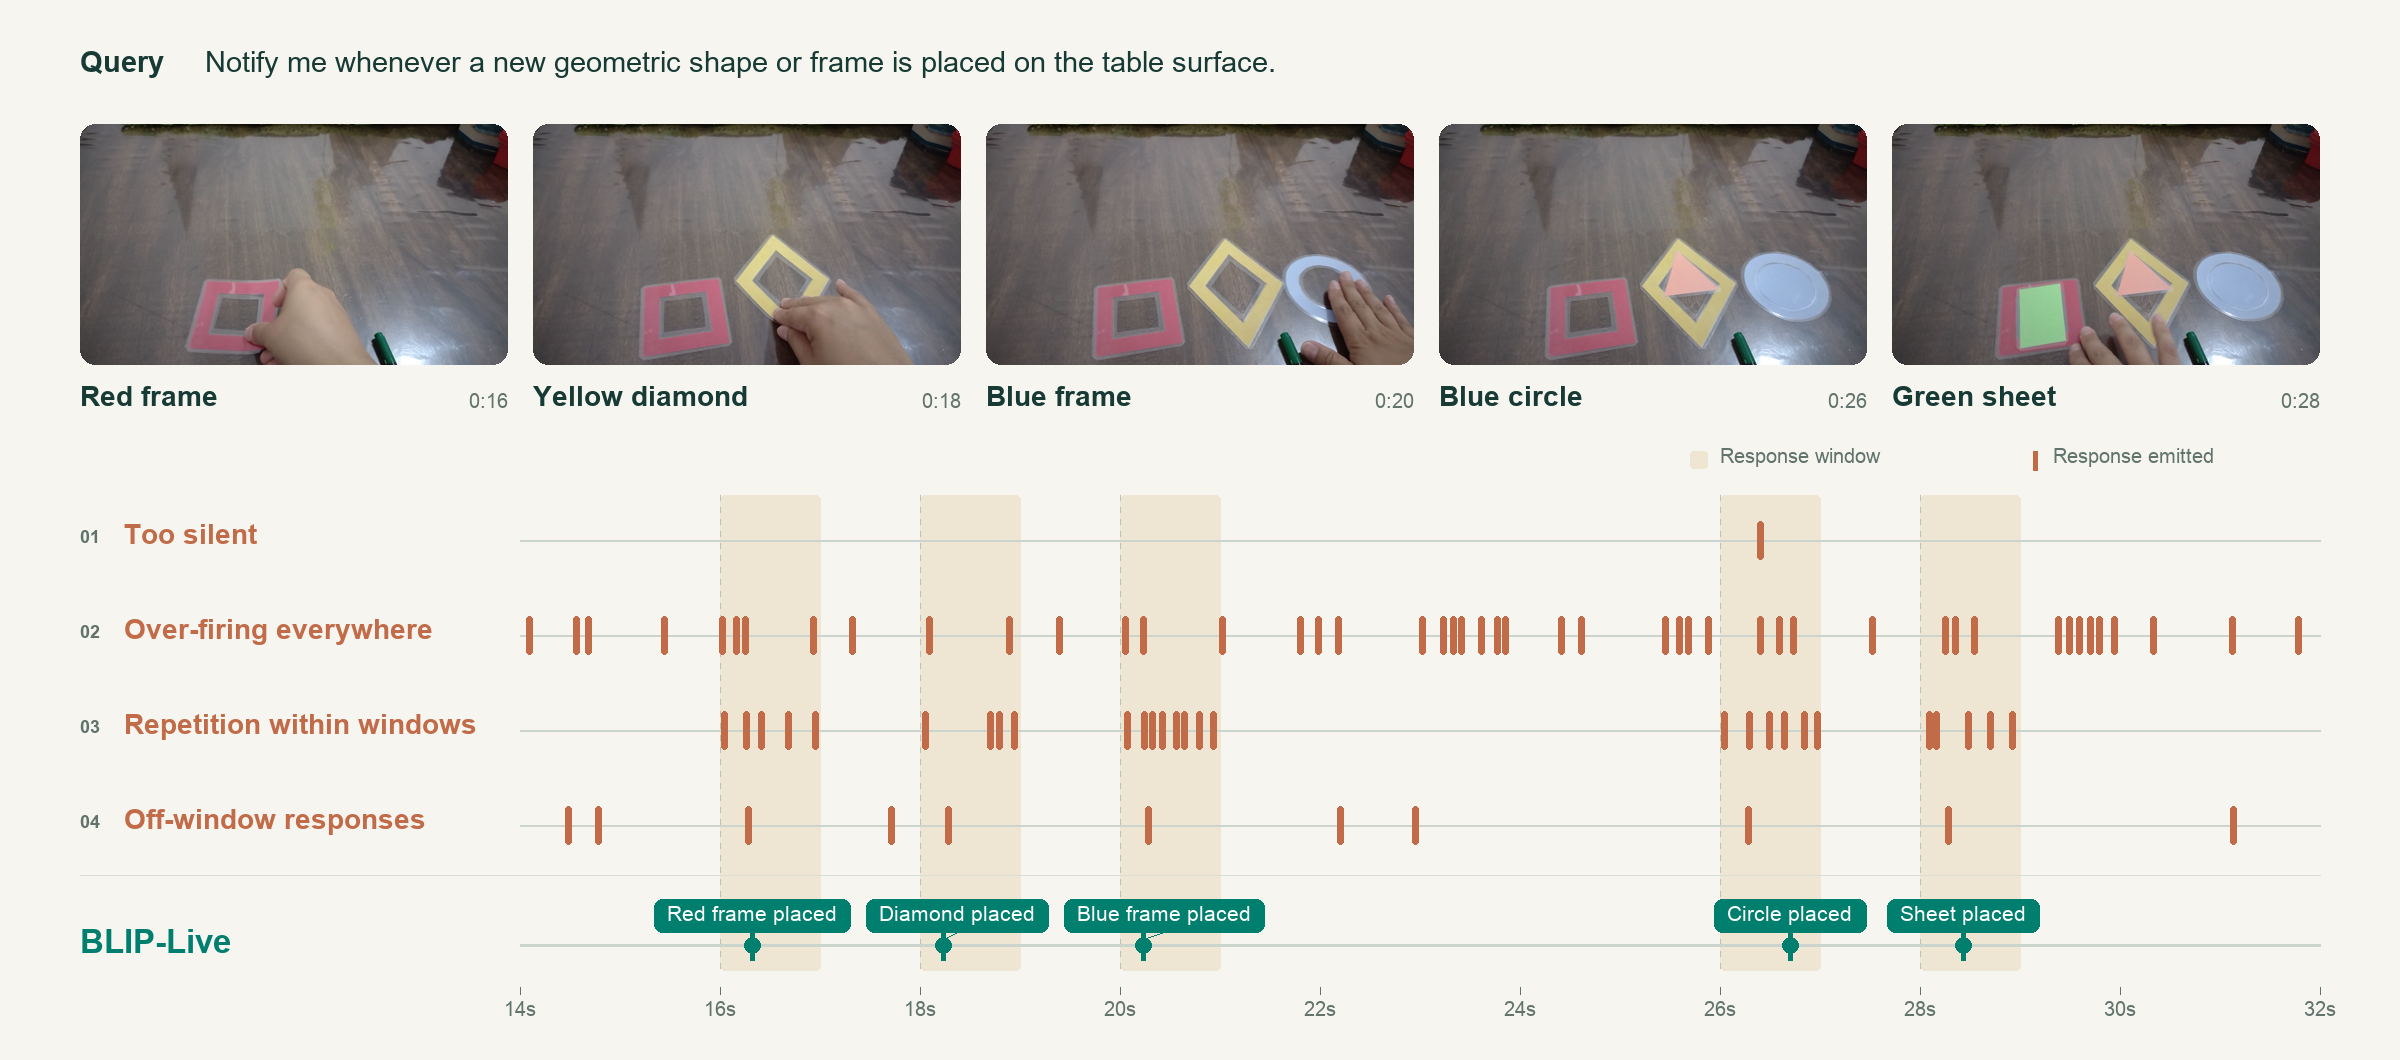 Query Notify me whenever a new geometric shape or frame is placed on the table surface.
Red frame 0:16
Yellow diamond 0:18
Blue frame 0:20
Blue circle 0:26
Green sheet 0:28
Response window
Response emitted
01 Too silent
02 Over-firing everywhere
03 Repetition within windows
04 Off-window responses
Red frame placed
Diamond placed
Blue frame placed
Circle placed
Sheet placed
BLIP-Live
14s 16s 18s 20s 22s 24s 26s 28s 30s 32s